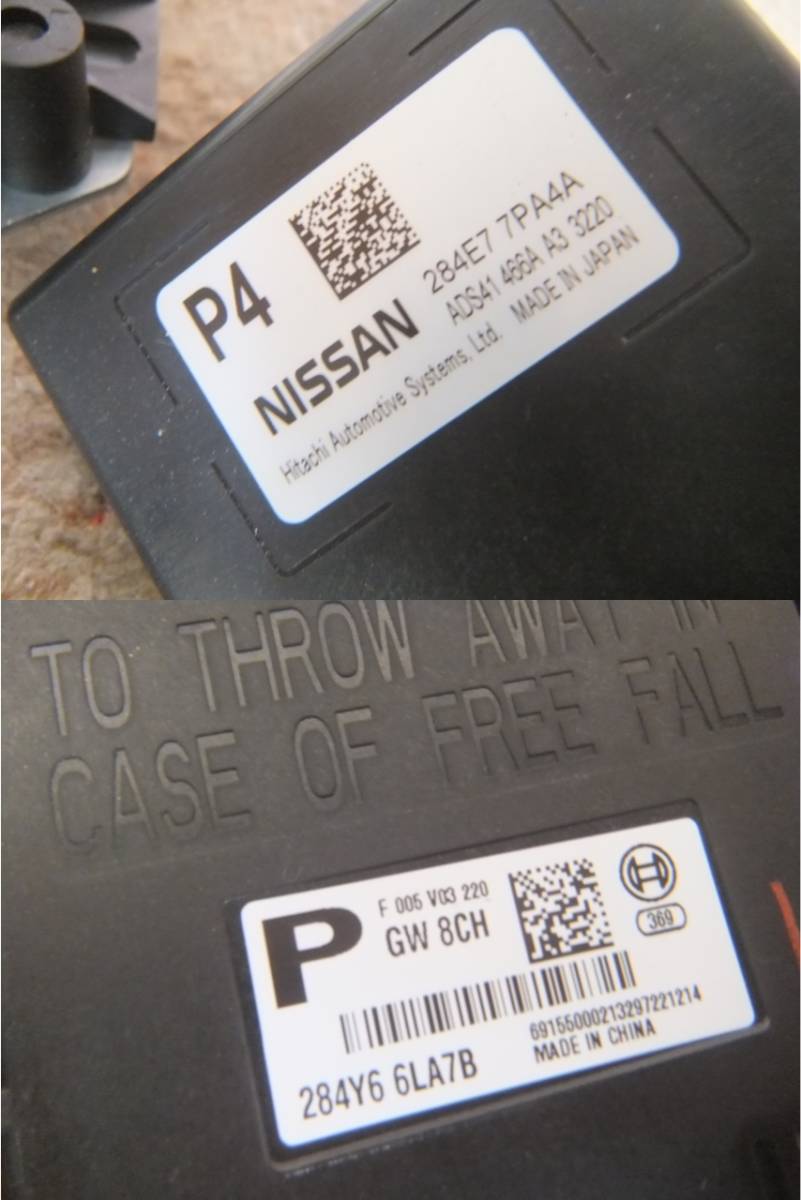 P4
284E7 7PA4A
NISSAN
ADS41 466A A3 3220
Hitachi Automotive Systems, Ltd. MADE IN JAPAN
TO THROW AWAY IN
CASE OF FREE FALL
P
F 005 V03 220
GW 8CH
369
69155000213297221214
284Y6 6LA7B
MADE IN CHINA